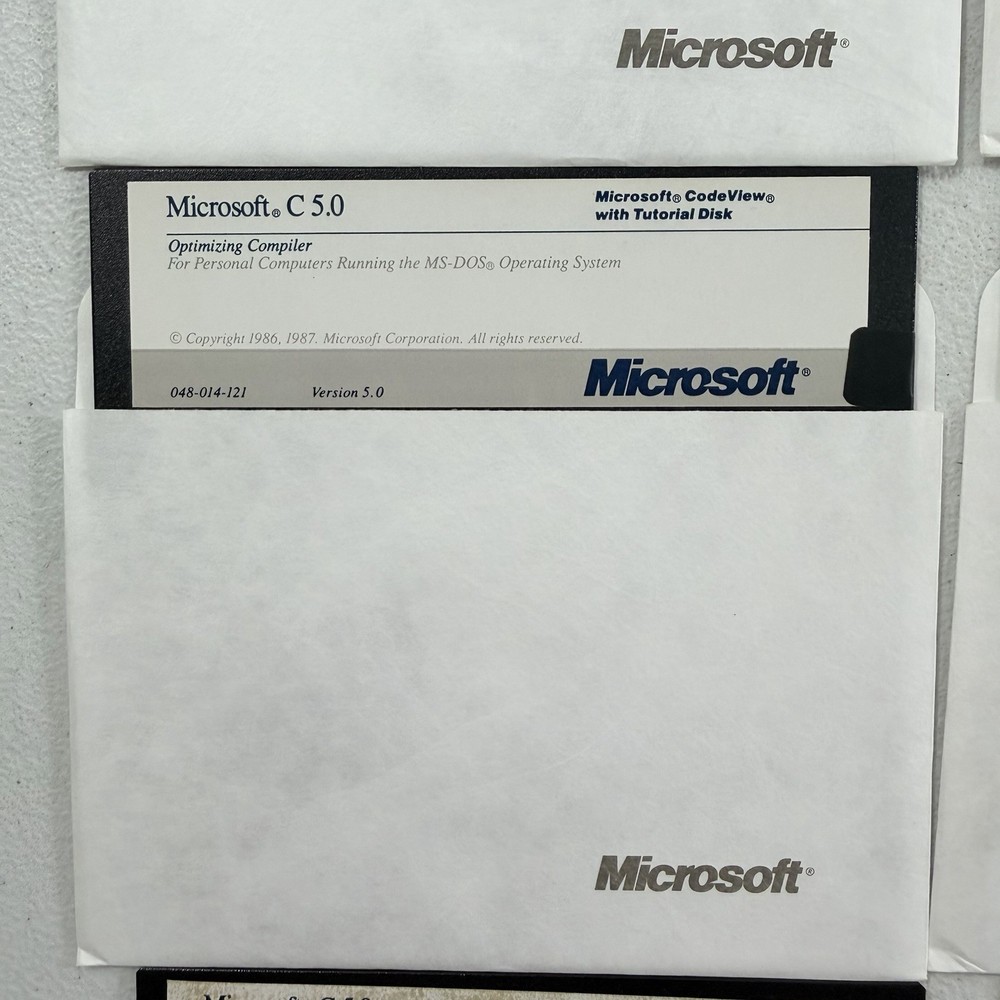 Microsoft®
Microsoft® C 5.0
Microsoft® CodeView®
with Tutorial Disk
Optimizing Compiler
For Personal Computers Running the MS-DOS® Operating System
© Copyright 1986, 1987. Microsoft Corporation. All rights reserved.
048-014-121 Version 5.0
Microsoft®
Microsoft®